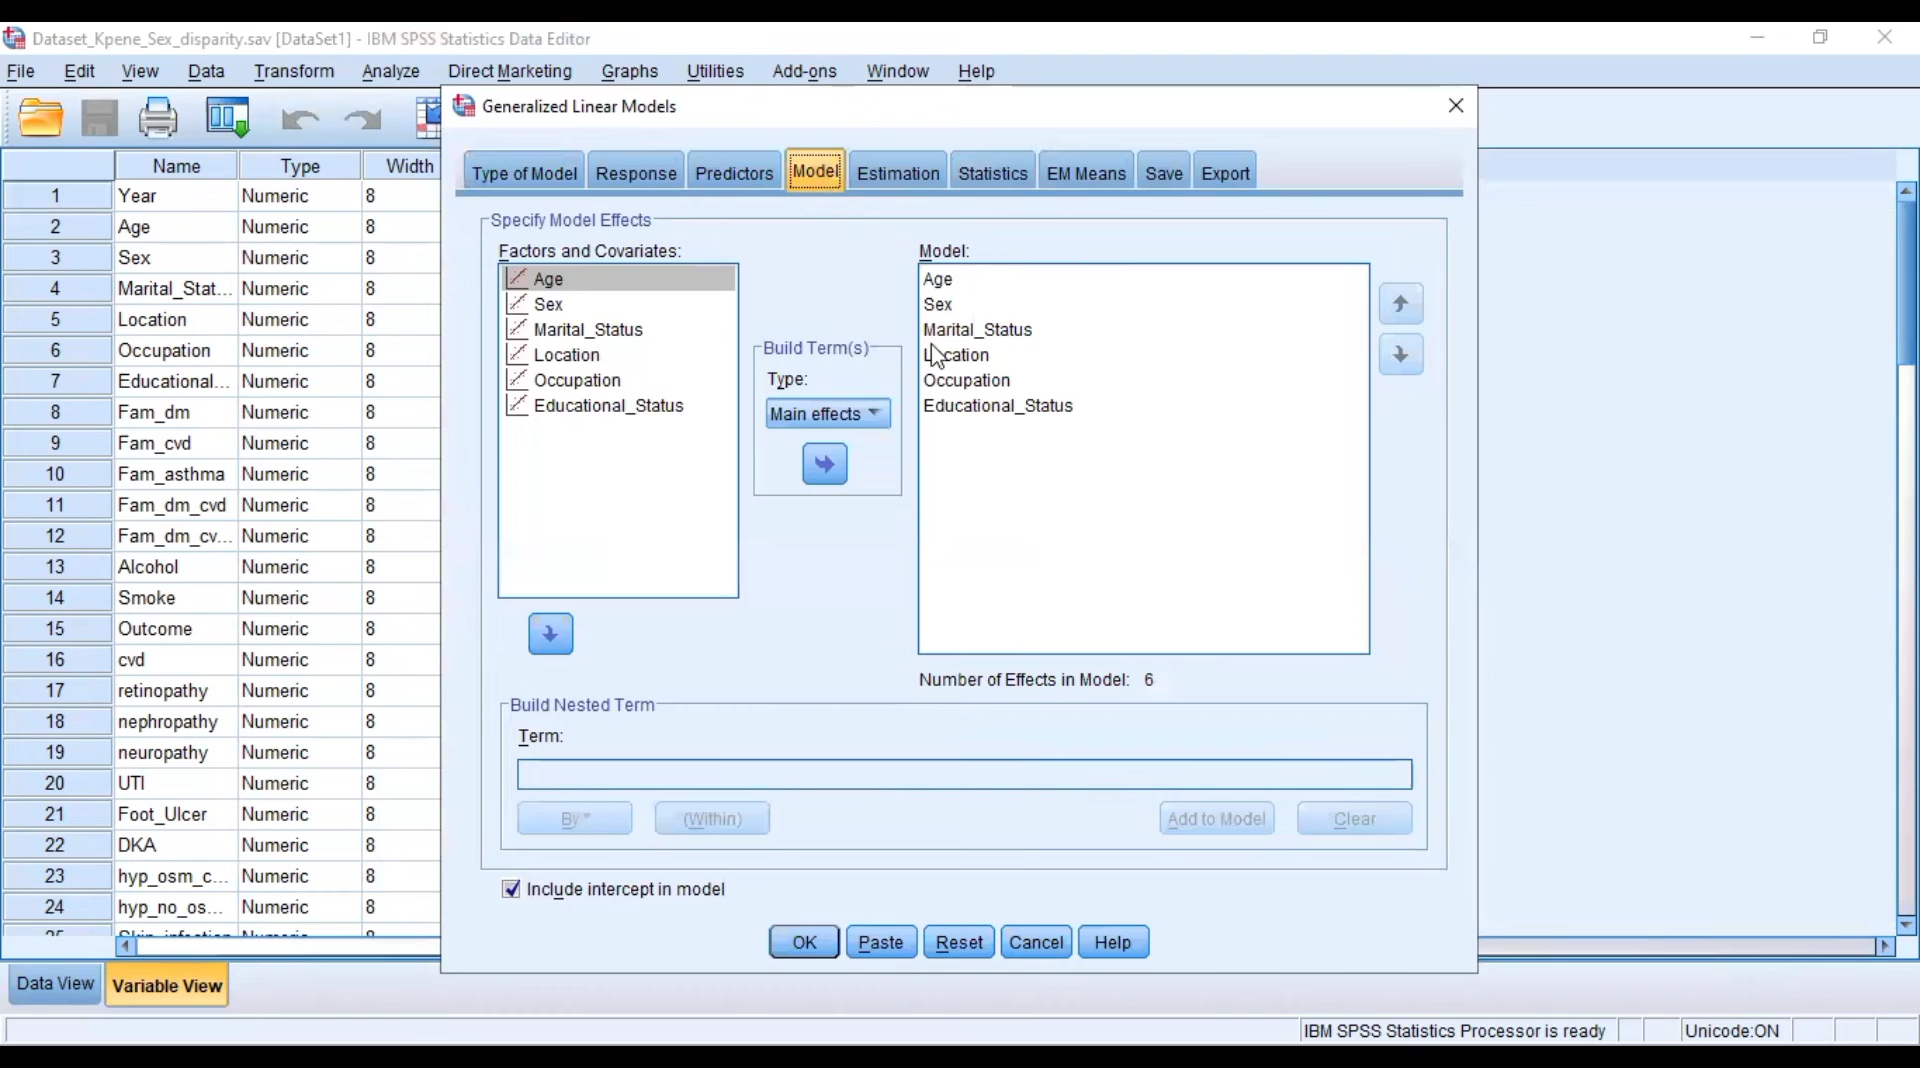 Dataset_Kpene_Sex_disparity.sav [DataSet1] - IBM SPSS Statistics Data Editor
File Edit View Data Transform Analyze Direct Marketing Graphs Utilities Add-ons Window Help
Generalized Linear Models
Type of Model Response Predictors Model Estimation Statistics EM Means Save Export
Name Type Width
1 Year Numeric 8
2 Age Numeric 8
3 Sex Numeric 8
4 Marital_Stat... Numeric 8
5 Location Numeric 8
6 Occupation Numeric 8
7 Educational... Numeric 8
8 Fam_dm Numeric 8
9 Fam_cvd Numeric 8
10 Fam_asthma Numeric 8
11 Fam_dm_cvd Numeric 8
12 Fam_dm_cv... Numeric 8
13 Alcohol Numeric 8
14 Smoke Numeric 8
15 Outcome Numeric 8
16 cvd Numeric 8
17 retinopathy Numeric 8
18 nephropathy Numeric 8
19 neuropathy Numeric 8
20 UTI Numeric 8
21 Foot_Ulcer Numeric 8
22 DKA Numeric 8
23 hyp_osm_c... Numeric 8
24 hyp_no_os... Numeric 8
25 Skin_infection Numeric 8
Specify Model Effects
Factors and Covariates:
Age
Sex
Marital_Status
Location
Occupation
Educational_Status
Build Term(s)
Type:
Main effects
Model:
Age
Sex
Marital_Status
Location
Occupation
Educational_Status
Number of Effects in Model: 6
Build Nested Term
Term:
By * (Within) Add to Model Clear
Include intercept in model
OK Paste Reset Cancel Help
Data View Variable View
IBM SPSS Statistics Processor is ready Unicode:ON